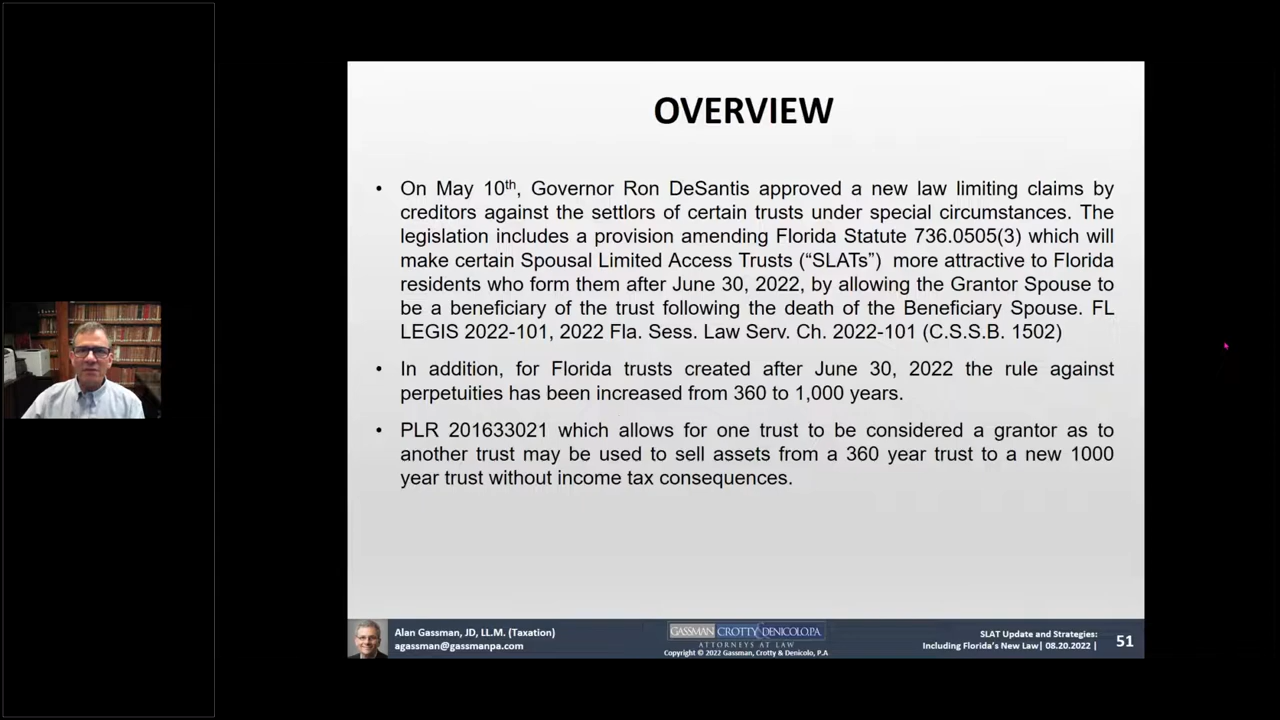 OVERVIEW
• On May 10th, Governor Ron DeSantis approved a new law limiting claims by
creditors against the settlors of certain trusts under special circumstances. The
legislation includes a provision amending Florida Statute 736.0505(3) which will
make certain Spousal Limited Access Trusts (“SLATs”) more attractive to Florida
residents who form them after June 30, 2022, by allowing the Grantor Spouse to
be a beneficiary of the trust following the death of the Beneficiary Spouse. FL
LEGIS 2022-101, 2022 Fla. Sess. Law Serv. Ch. 2022-101 (C.S.S.B. 1502)
• In addition, for Florida trusts created after June 30, 2022 the rule against
perpetuities has been increased from 360 to 1,000 years.
• PLR 201633021 which allows for one trust to be considered a grantor as to
another trust may be used to sell assets from a 360 year trust to a new 1000
year trust without income tax consequences.
Alan Gassman, JD, LL.M. (Taxation)
agassman@gassmanpa.com
GASSMAN CROTTY & DENICOLO, P.A.
ATTORNEYS AT LAW
Copyright © 2022 Gassman, Crotty & Denicolo, P.A
SLAT Update and Strategies:
Including Florida's New Law| 08.20.2022 |
51